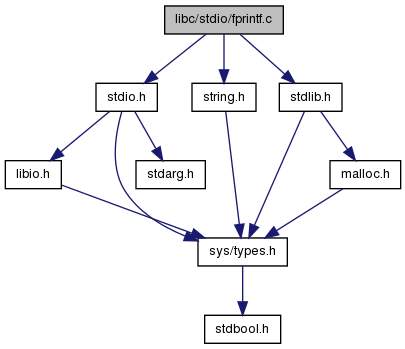 libc/stdio/fprintf.c
stdio.h
string.h
stdlib.h
libio.h
stdarg.h
malloc.h
sys/types.h
stdbool.h